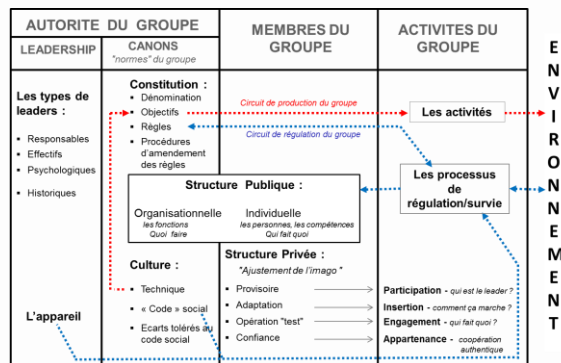 AUTORITE DU GROUPE
MEMBRES DU
GROUPE
ACTIVITES DU
GROUPE
LEADERSHIP
CANONS
"normes" du groupe
Les types de
leaders :
▪ Responsables
▪ Effectifs
▪ Psychologiques
▪ Historiques
L'appareil
Constitution :
▪ Dénomination
▪ Objectifs
▪ Règles
▪ Procédures
d'amendement
des règles
Circuit de production du groupe
Circuit de régulation du groupe
Les activités
Les processus
de
régulation/survie
Structure Publique :
Organisationnelle
les fonctions
Quoi faire
Individuelle
les personnes, les compétences
Qui fait quoi
Culture :
▪ Technique
▪ « Code » social
▪ Ecarts tolérés au
code social
Structure Privée :
"Ajustement de l'imago "
▪ Provisoire
▪ Adaptation
▪ Opération "test"
▪ Confiance
Participation - qui est le leader ?
Insertion - comment ça marche ?
Engagement - qui fait quoi ?
Appartenance - coopération
authentique
ENVIRONNEMENT